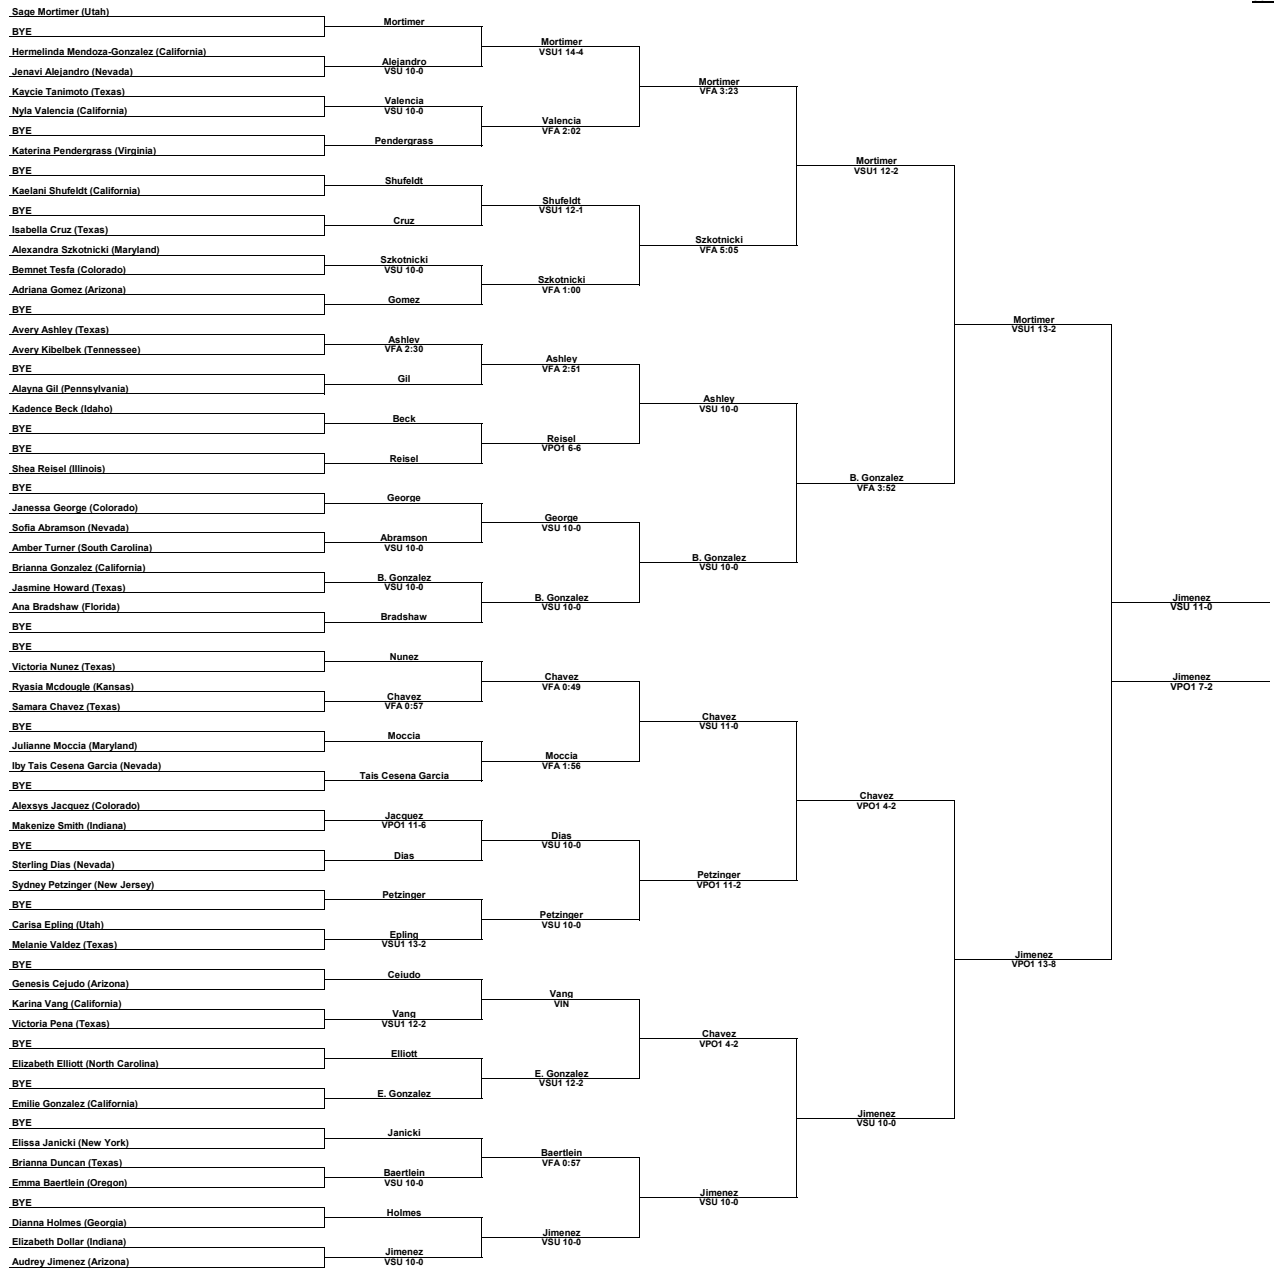 Sage Mortimer (Utah)
BYE
Hermelinda Mendoza-Gonzalez (California)
Jenavi Alejandro (Nevada)
Kaycie Tanimoto (Texas)
Nyla Valencia (California)
BYE
Katerina Pendergrass (Virginia)
BYE
Kaelani Shufeldt (California)
BYE
Isabella Cruz (Texas)
Alexandra Szkotnicki (Maryland)
Bemnet Tesfa (Colorado)
Adriana Gomez (Arizona)
BYE
Avery Ashley (Texas)
Avery Kibelbek (Tennessee)
BYE
Alayna Gil (Pennsylvania)
Kadence Beck (Idaho)
BYE
BYE
Shea Reisel (Illinois)
BYE
Janessa George (Colorado)
Sofia Abramson (Nevada)
Amber Turner (South Carolina)
Brianna Gonzalez (California)
Jasmine Howard (Texas)
Ana Bradshaw (Florida)
BYE
BYE
Victoria Nunez (Texas)
Ryasia Mcdougle (Kansas)
Samara Chavez (Texas)
BYE
Julianne Moccia (Maryland)
Iby Tais Cesena Garcia (Nevada)
BYE
Alexsys Jacquez (Colorado)
Makenize Smith (Indiana)
BYE
Sterling Dias (Nevada)
Sydney Petzinger (New Jersey)
BYE
Carisa Epling (Utah)
Melanie Valdez (Texas)
BYE
Genesis Cejudo (Arizona)
Karina Vang (California)
Victoria Pena (Texas)
BYE
Elizabeth Elliott (North Carolina)
BYE
Emilie Gonzalez (California)
BYE
Elissa Janicki (New York)
Brianna Duncan (Texas)
Emma Baertlein (Oregon)
BYE
Dianna Holmes (Georgia)
Elizabeth Dollar (Indiana)
Audrey Jimenez (Arizona)
Mortimer
Alejandro
VSU 10-0
Valencia
VSU 10-0
Pendergrass
Shufeldt
Cruz
Szkotnicki
VSU 10-0
Gomez
Ashley
VFA 2:30
Gil
Beck
Reisel
George
Abramson
VSU 10-0
B. Gonzalez
VSU 10-0
Bradshaw
Nunez
Chavez
VFA 0:57
Moccia
Tais Cesena Garcia
Jacquez
VPO1 11-6
Dias
Petzinger
Epling
VSU1 13-2
Cejudo
Vang
VSU1 12-2
Elliott
E. Gonzalez
Janicki
Baertlein
VSU 10-0
Holmes
Jimenez
VSU 10-0
Mortimer
VSU1 14-4
Valencia
VFA 2:02
Shufeldt
VSU1 12-1
Szkotnicki
VFA 1:00
Ashley
VFA 2:51
Reisel
VPO1 6-6
George
VSU 10-0
B. Gonzalez
VSU 10-0
Chavez
VFA 0:49
Moccia
VFA 1:56
Dias
VSU 10-0
Petzinger
VSU 10-0
Vang
VIN
E. Gonzalez
VSU1 12-2
Baertlein
VFA 0:57
Jimenez
VSU 10-0
Mortimer
VFA 3:23
Szkotnicki
VFA 5:05
Ashley
VSU 10-0
B. Gonzalez
VSU 10-0
Chavez
VSU 11-0
Petzinger
VPO1 11-2
Chavez
VPO1 4-2
Jimenez
VSU 10-0
Mortimer
VSU1 12-2
B. Gonzalez
VFA 3:52
Chavez
VPO1 4-2
Jimenez
VSU 10-0
Mortimer
VSU1 13-2
Jimenez
VPO1 13-8
Jimenez
VSU 11-0
Jimenez
VPO1 7-2